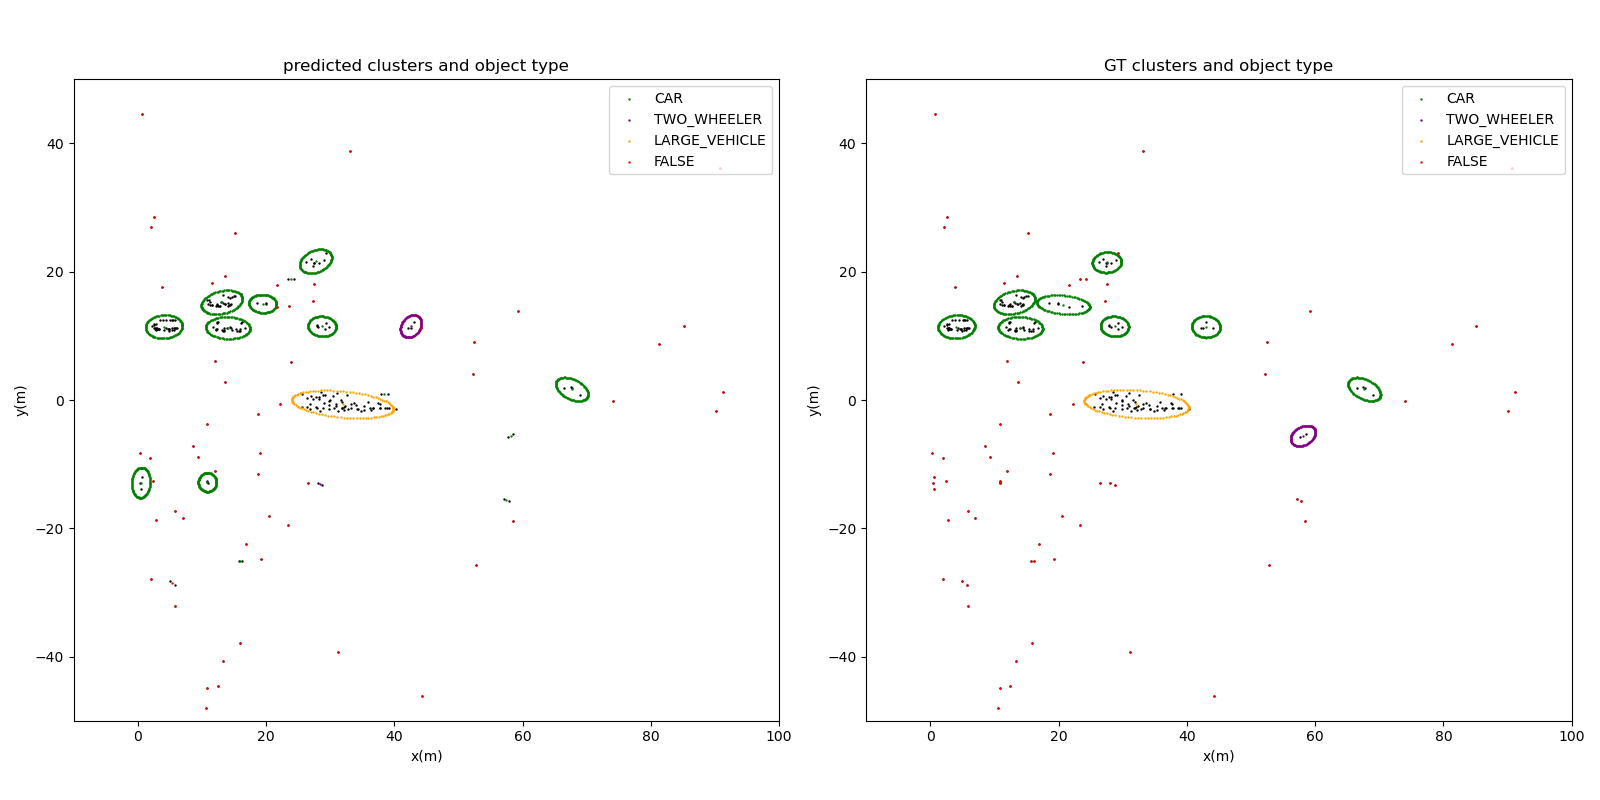 predicted clusters and object type
CAR
TWO_WHEELER
LARGE_VEHICLE
FALSE
40
20
0
−20
−40
y(m)
0
20
40
60
80
100
x(m)
GT clusters and object type
CAR
TWO_WHEELER
LARGE_VEHICLE
FALSE
40
20
0
−20
−40
y(m)
0
20
40
60
80
100
x(m)